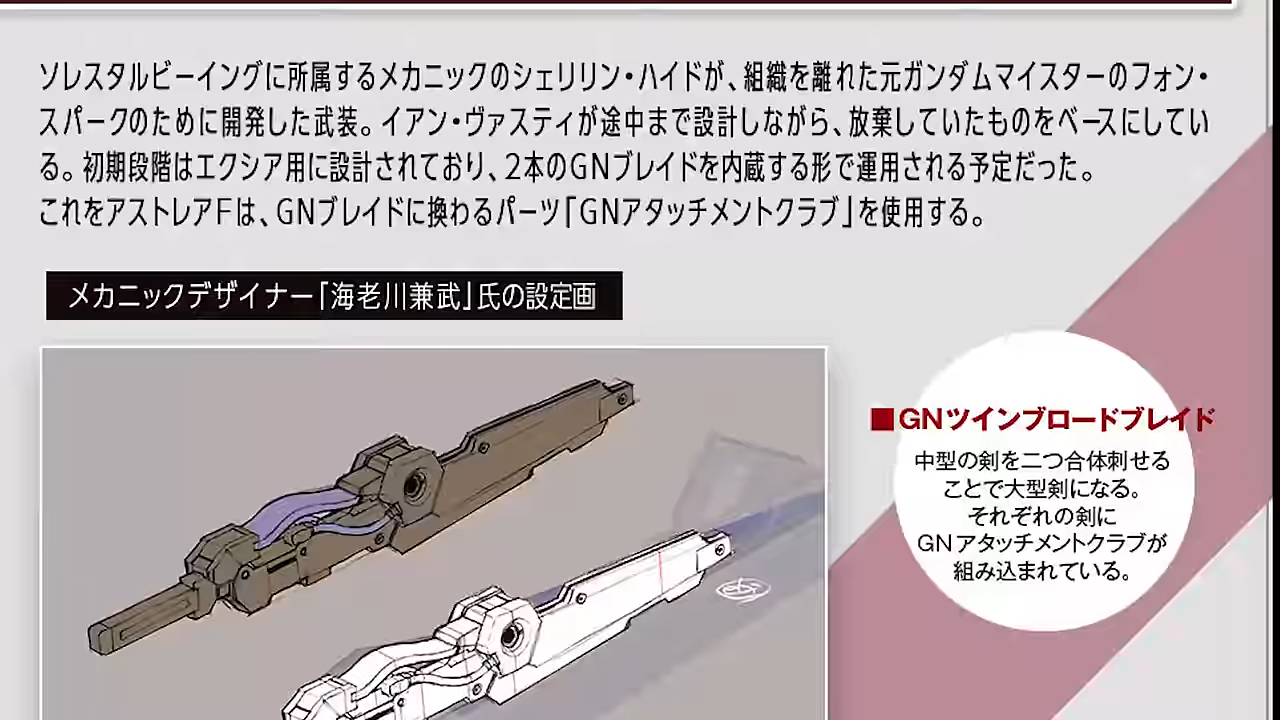 ソレスタルビーイングに所属するメカニックのシェリリン・ハイドが、組織を離れた元ガンダムマイスターのフォン・
スパークのために開発した武装。イアン・ヴァスティが途中まで設計しながら、放棄していたものをベースにしてい
る。初期段階はエクシア用に設計されており、2本のGNブレイドを内蔵する形で運用される予定だった。
これをアストレアFは、GNブレイドに換わるパーツ「GNアタッチメントクラブ」を使用する。
メカニックデザイナー「海老川兼武」氏の設定画
■GNツインブロードブレイド
中型の剣を二つ合体刺せる
ことで大型剣になる。
それぞれの剣に
GNアタッチメントクラブが
組み込まれている。